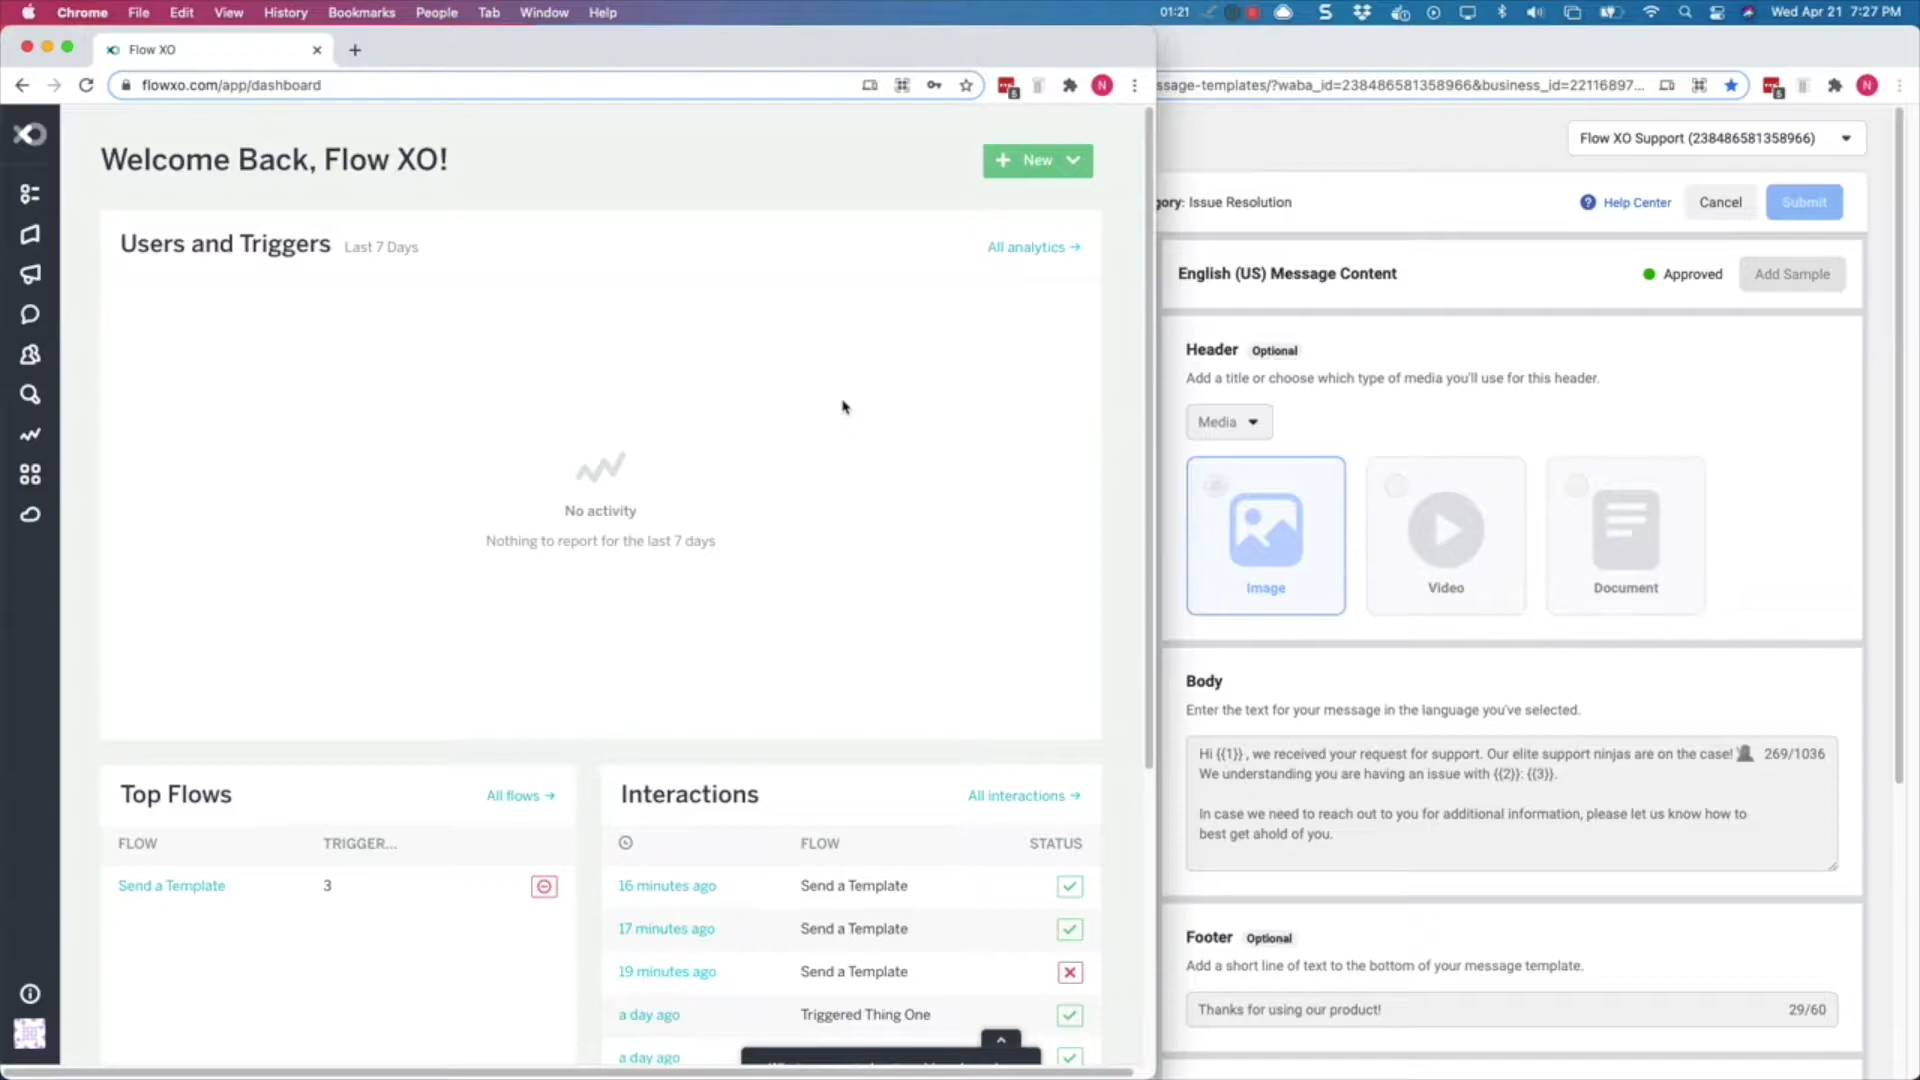 Chrome File Edit View History Bookmarks People Tab Window Help
01:21
Wed Apr 21 7:27 PM
Flow XO
flowxo.com/app/dashboard
5
N
ssage-templates/?waba_id=238486581358966&business_id=22116897...
5
N
XO
Welcome Back, Flow XO!
+ New
Users and Triggers Last 7 Days
All analytics →
No activity
Nothing to report for the last 7 days
Top Flows
All flows →
FLOW TRIGGER...
Send a Template 3
Interactions
All interactions →
FLOW STATUS
16 minutes ago Send a Template
17 minutes ago Send a Template
19 minutes ago Send a Template
a day ago Triggered Thing One
a day ago
Flow XO Support (238486581358966)
gory: Issue Resolution
Help Center
Cancel
Submit
English (US) Message Content
Approved
Add Sample
Header Optional
Add a title or choose which type of media you'll use for this header.
Media
Image
Video
Document
Body
Enter the text for your message in the language you've selected.
Hi {{1}} , we received your request for support. Our elite support ninjas are on the case! 269/1036
We understanding you are having an issue with {{2}}: {{3}}.
In case we need to reach out to you for additional information, please let us know how to
best get ahold of you.
Footer Optional
Add a short line of text to the bottom of your message template.
Thanks for using our product! 29/60